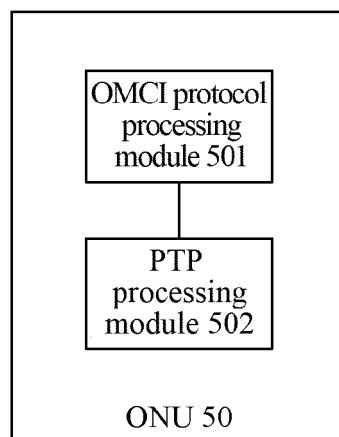 OMCI protocol
processing
module 501
PTP
processing
module 502
ONU 50